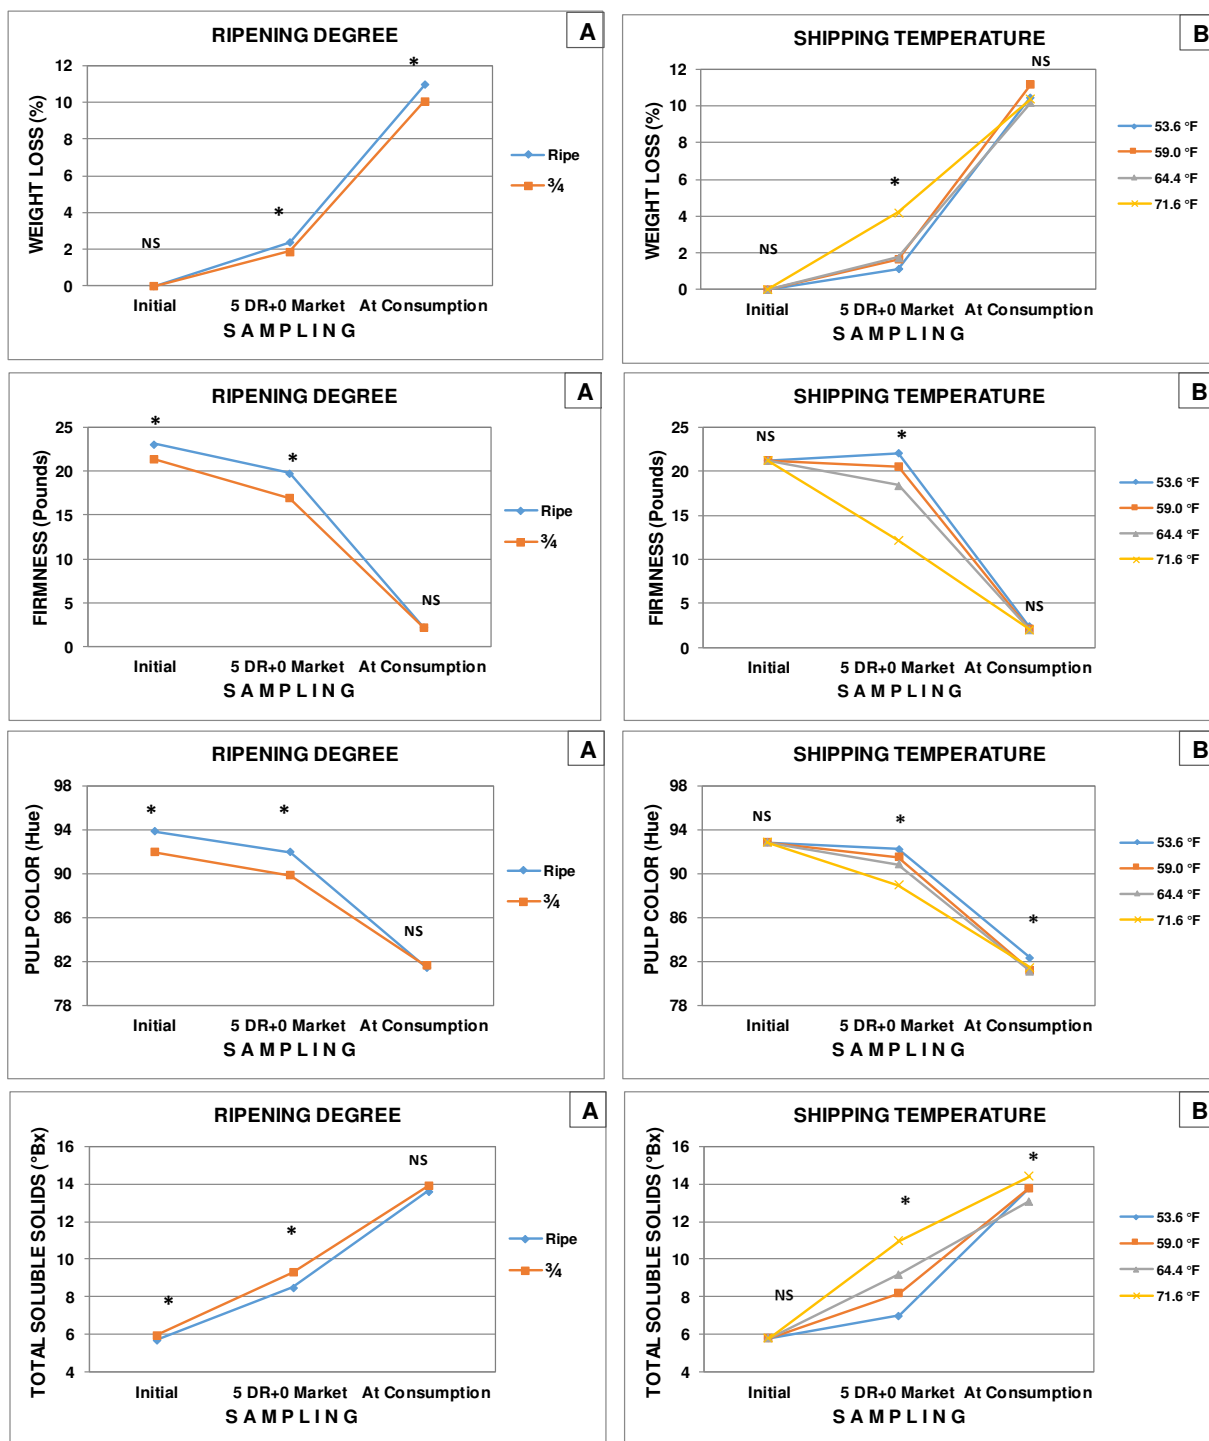 RIPENING DEGREE
A
WEIGHT LOSS (%)
12
10
8
6
4
2
0
NS
*
*
Ripe
¾
Initial 5 DR+0 Market At Consumption
S A M P L I N G
SHIPPING TEMPERATURE
B
WEIGHT LOSS (%)
12
10
8
6
4
2
0
NS
*
NS
53.6 °F
59.0 °F
64.4 °F
71.6 °F
Initial 5 DR+0 Market At Consumption
S A M P L I N G
RIPENING DEGREE
A
FIRMNESS (Pounds)
25
20
15
10
5
0
*
*
NS
Ripe
¾
Initial 5 DR+0 Market At Consumption
S A M P L I N G
SHIPPING TEMPERATURE
B
FIRMNESS (Pounds)
25
20
15
10
5
0
NS
*
NS
53.6 °F
59.0 °F
64.4 °F
71.6 °F
Initial 5 DR+0 Market At Consumption
S A M P L I N G
RIPENING DEGREE
A
PULP COLOR (Hue)
98
94
90
86
82
78
*
*
NS
Ripe
¾
Initial 5 DR+0 Market At Consumption
S A M P L I N G
SHIPPING TEMPERATURE
B
PULP COLOR (Hue)
98
94
90
86
82
78
NS
*
*
53.6 °F
59.0 °F
64.4 °F
71.6 °F
Initial 5 DR+0 Market At Consumption
S A M P L I N G
RIPENING DEGREE
A
TOTAL SOLUBLE SOLIDS (°Bx)
16
14
12
10
8
6
4
*
*
NS
Ripe
¾
Initial 5 DR+0 Market At Consumption
S A M P L I N G
SHIPPING TEMPERATURE
B
TOTAL SOLUBLE SOLIDS (°Bx)
16
14
12
10
8
6
4
NS
*
*
53.6 °F
59.0 °F
64.4 °F
71.6 °F
Initial 5 DR+0 Market At Consumption
S A M P L I N G